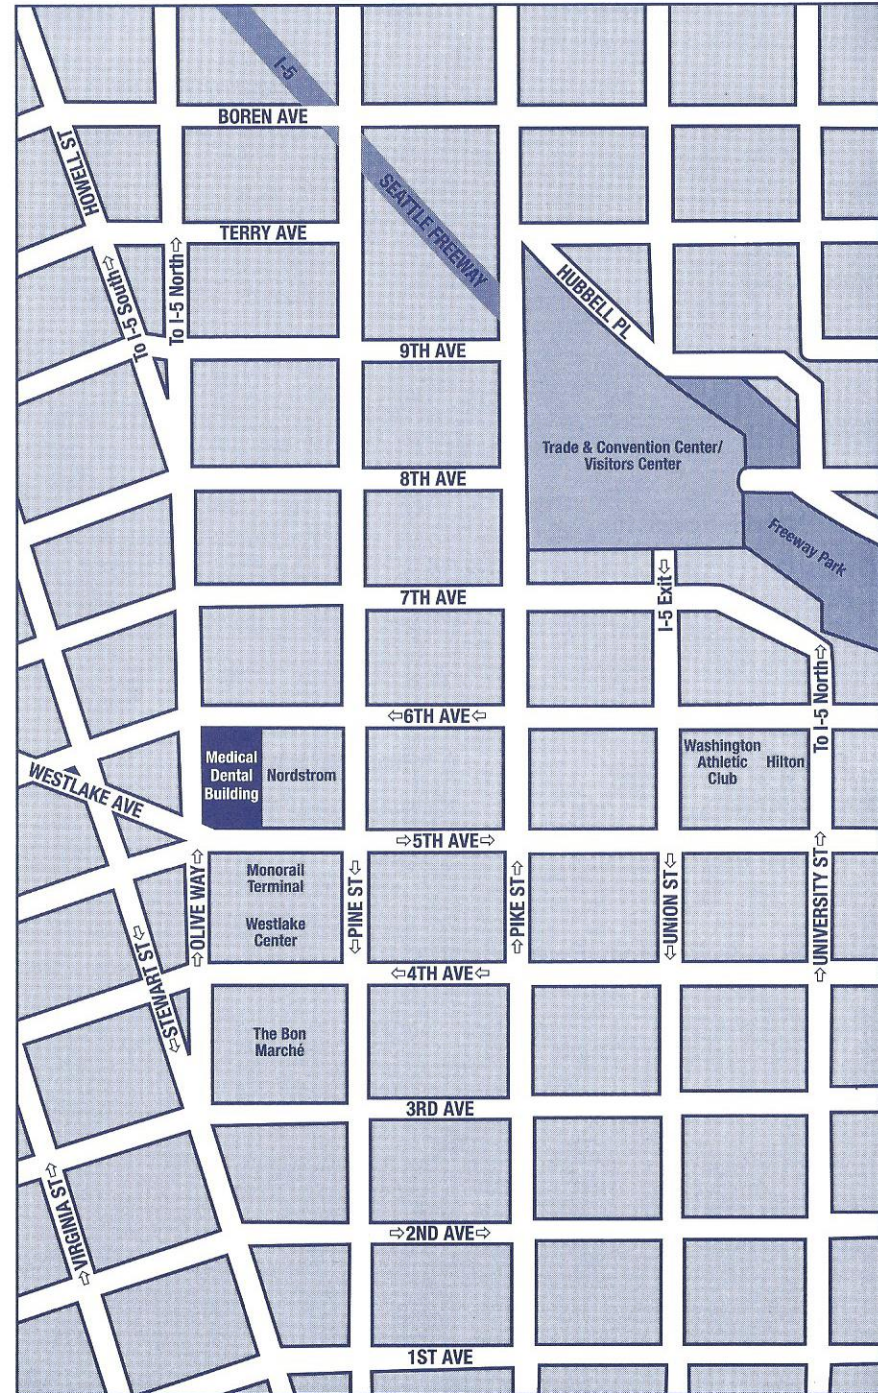 I-5
BOREN AVE
HOWELL ST
SEATTLE FREEWAY
TERRY AVE
To I-5 South⇨
To I-5 North⇨
HUBBELL PL
9TH AVE
Trade & Convention Center/
Visitors Center
8TH AVE
Freeway Park
7TH AVE
I-5 Exit⇨
To I-5 North⇨
⇦6TH AVE⇦
Medical
Dental
Building
Nordstrom
Washington
Athletic
Club
Hilton
WESTLAKE AVE
⇨5TH AVE⇨
⇨OLIVE WAY⇨
Monorail
Terminal
Westlake
Center
⇦PINE ST⇦
⇨PIKE ST⇨
⇦UNION ST⇦
⇨UNIVERSITY ST⇨
⇦4TH AVE⇦
⇦STEWART ST⇦
The Bon
Marché
3RD AVE
⇨VIRGINIA ST⇨
⇨2ND AVE⇨
1ST AVE